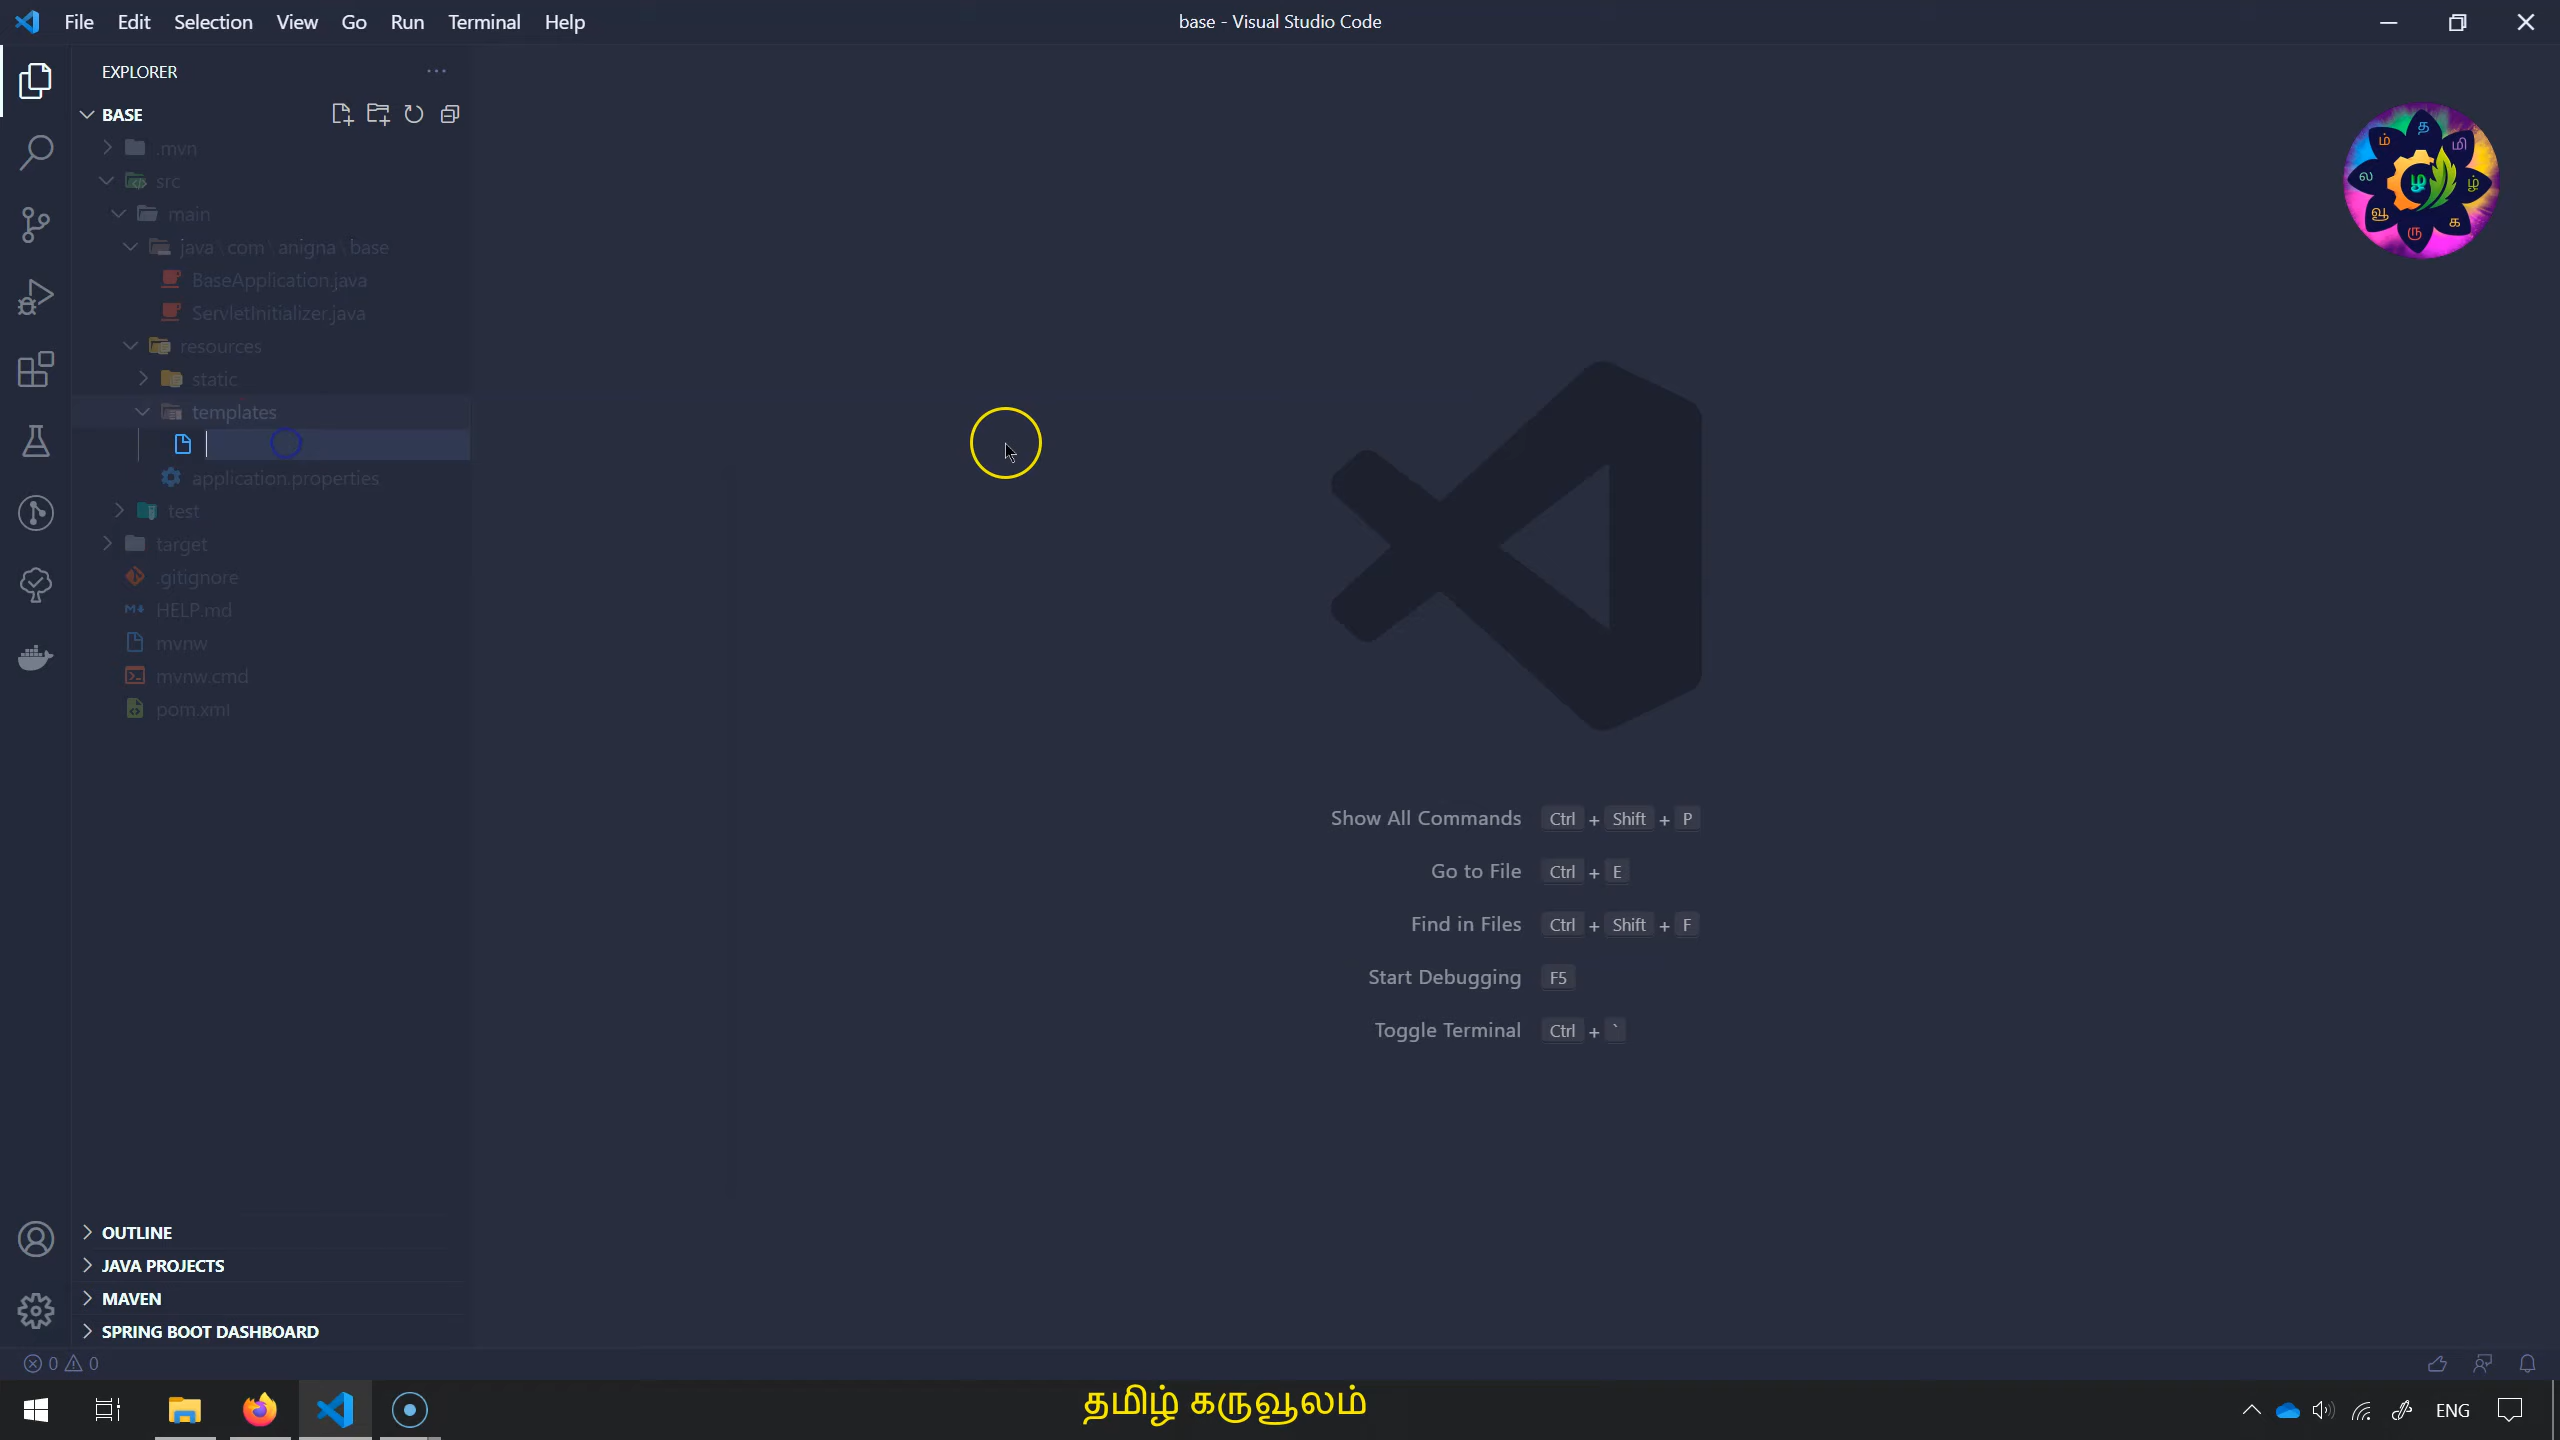 File Edit Selection View Go Run Terminal Help
base - Visual Studio Code
EXPLORER
BASE
.mvn
src
main
java \ com \ anigna \ base
BaseApplication.java
ServletInitializer.java
resources
static
templates
application.properties
test
target
.gitignore
HELP.md
mvnw
mvnw.cmd
pom.xml
OUTLINE
JAVA PROJECTS
MAVEN
SPRING BOOT DASHBOARD
0 0
த
மி
ழ்
க
ரு
வூ
ல
ம்
ழ
Show All Commands Ctrl + Shift + P
Go to File Ctrl + E
Find in Files Ctrl + Shift + F
Start Debugging F5
Toggle Terminal Ctrl + `
தமிழ் கருவூலம்
ENG